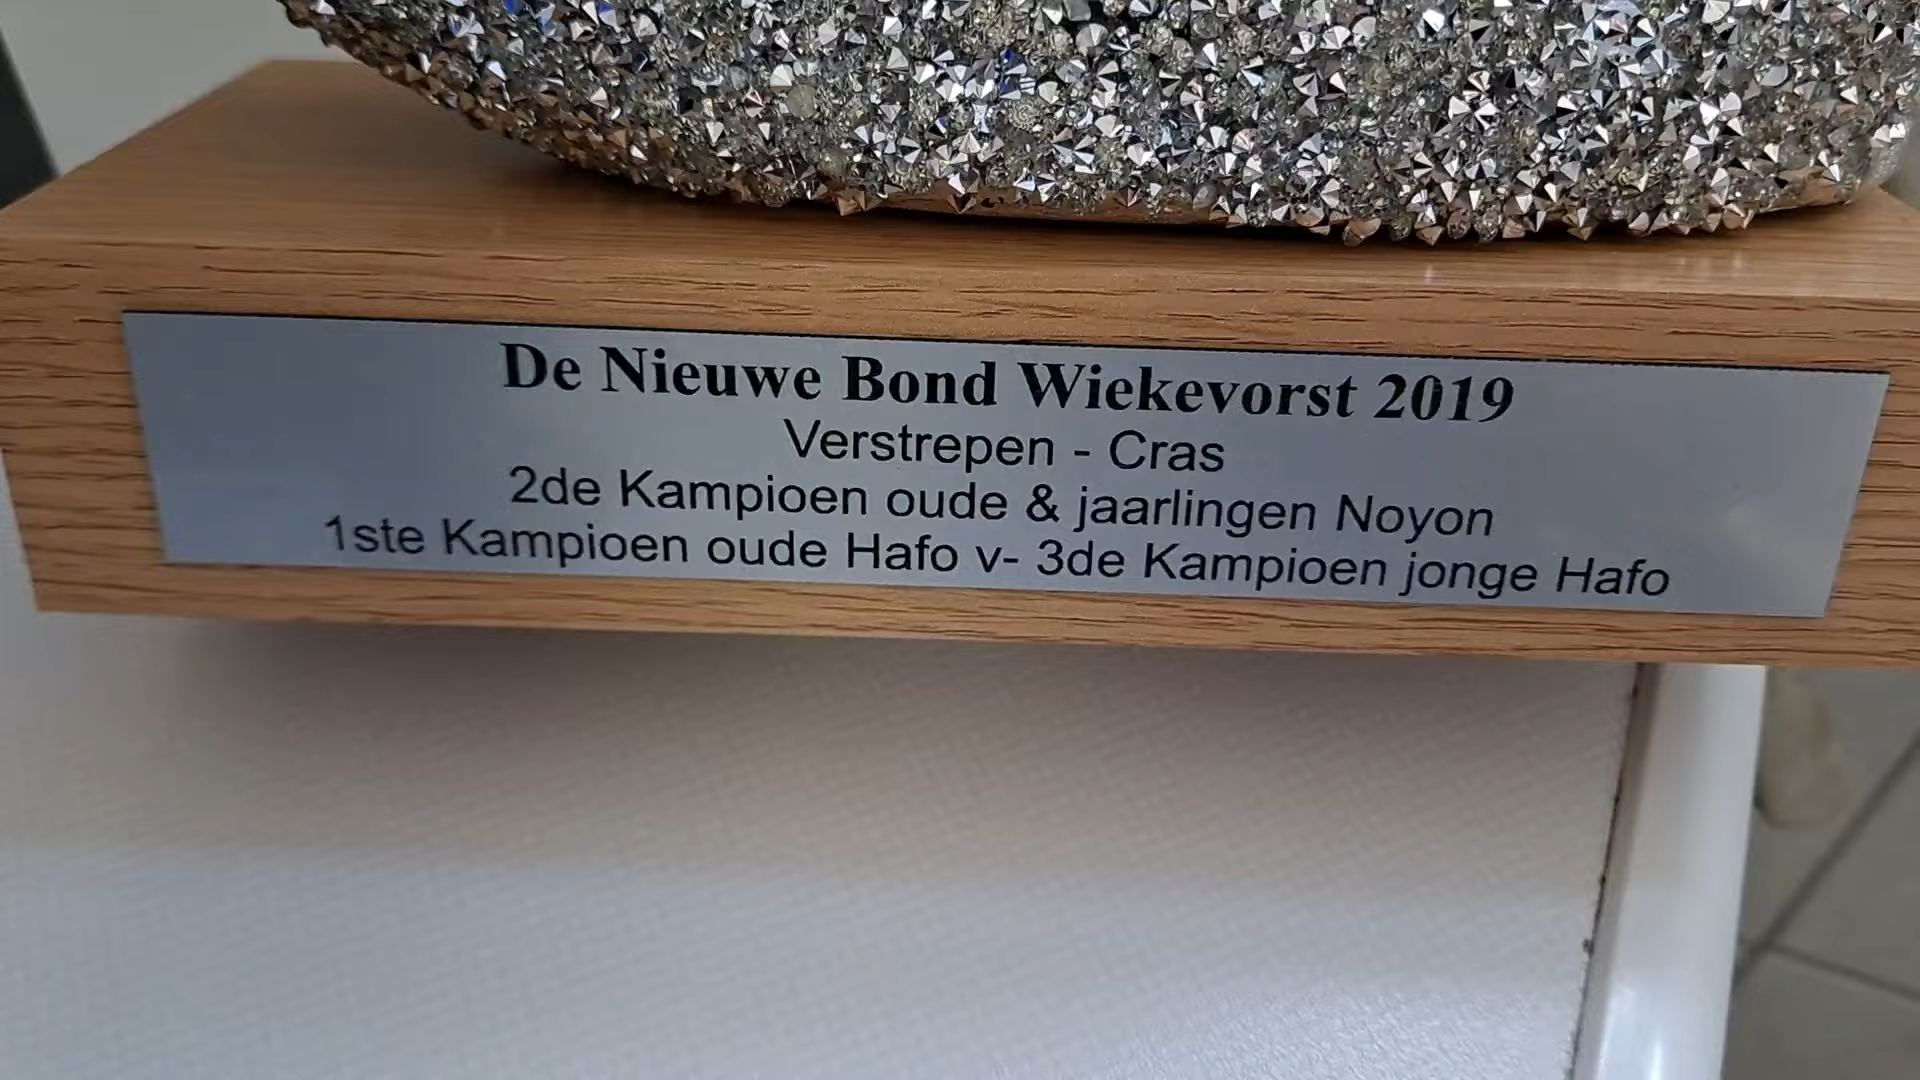 De Nieuwe Bond Wiekevorst 2019
Verstrepen - Cras
2de Kampioen oude & jaarlingen Noyon
1ste Kampioen oude Hafo v- 3de Kampioen jonge Hafo